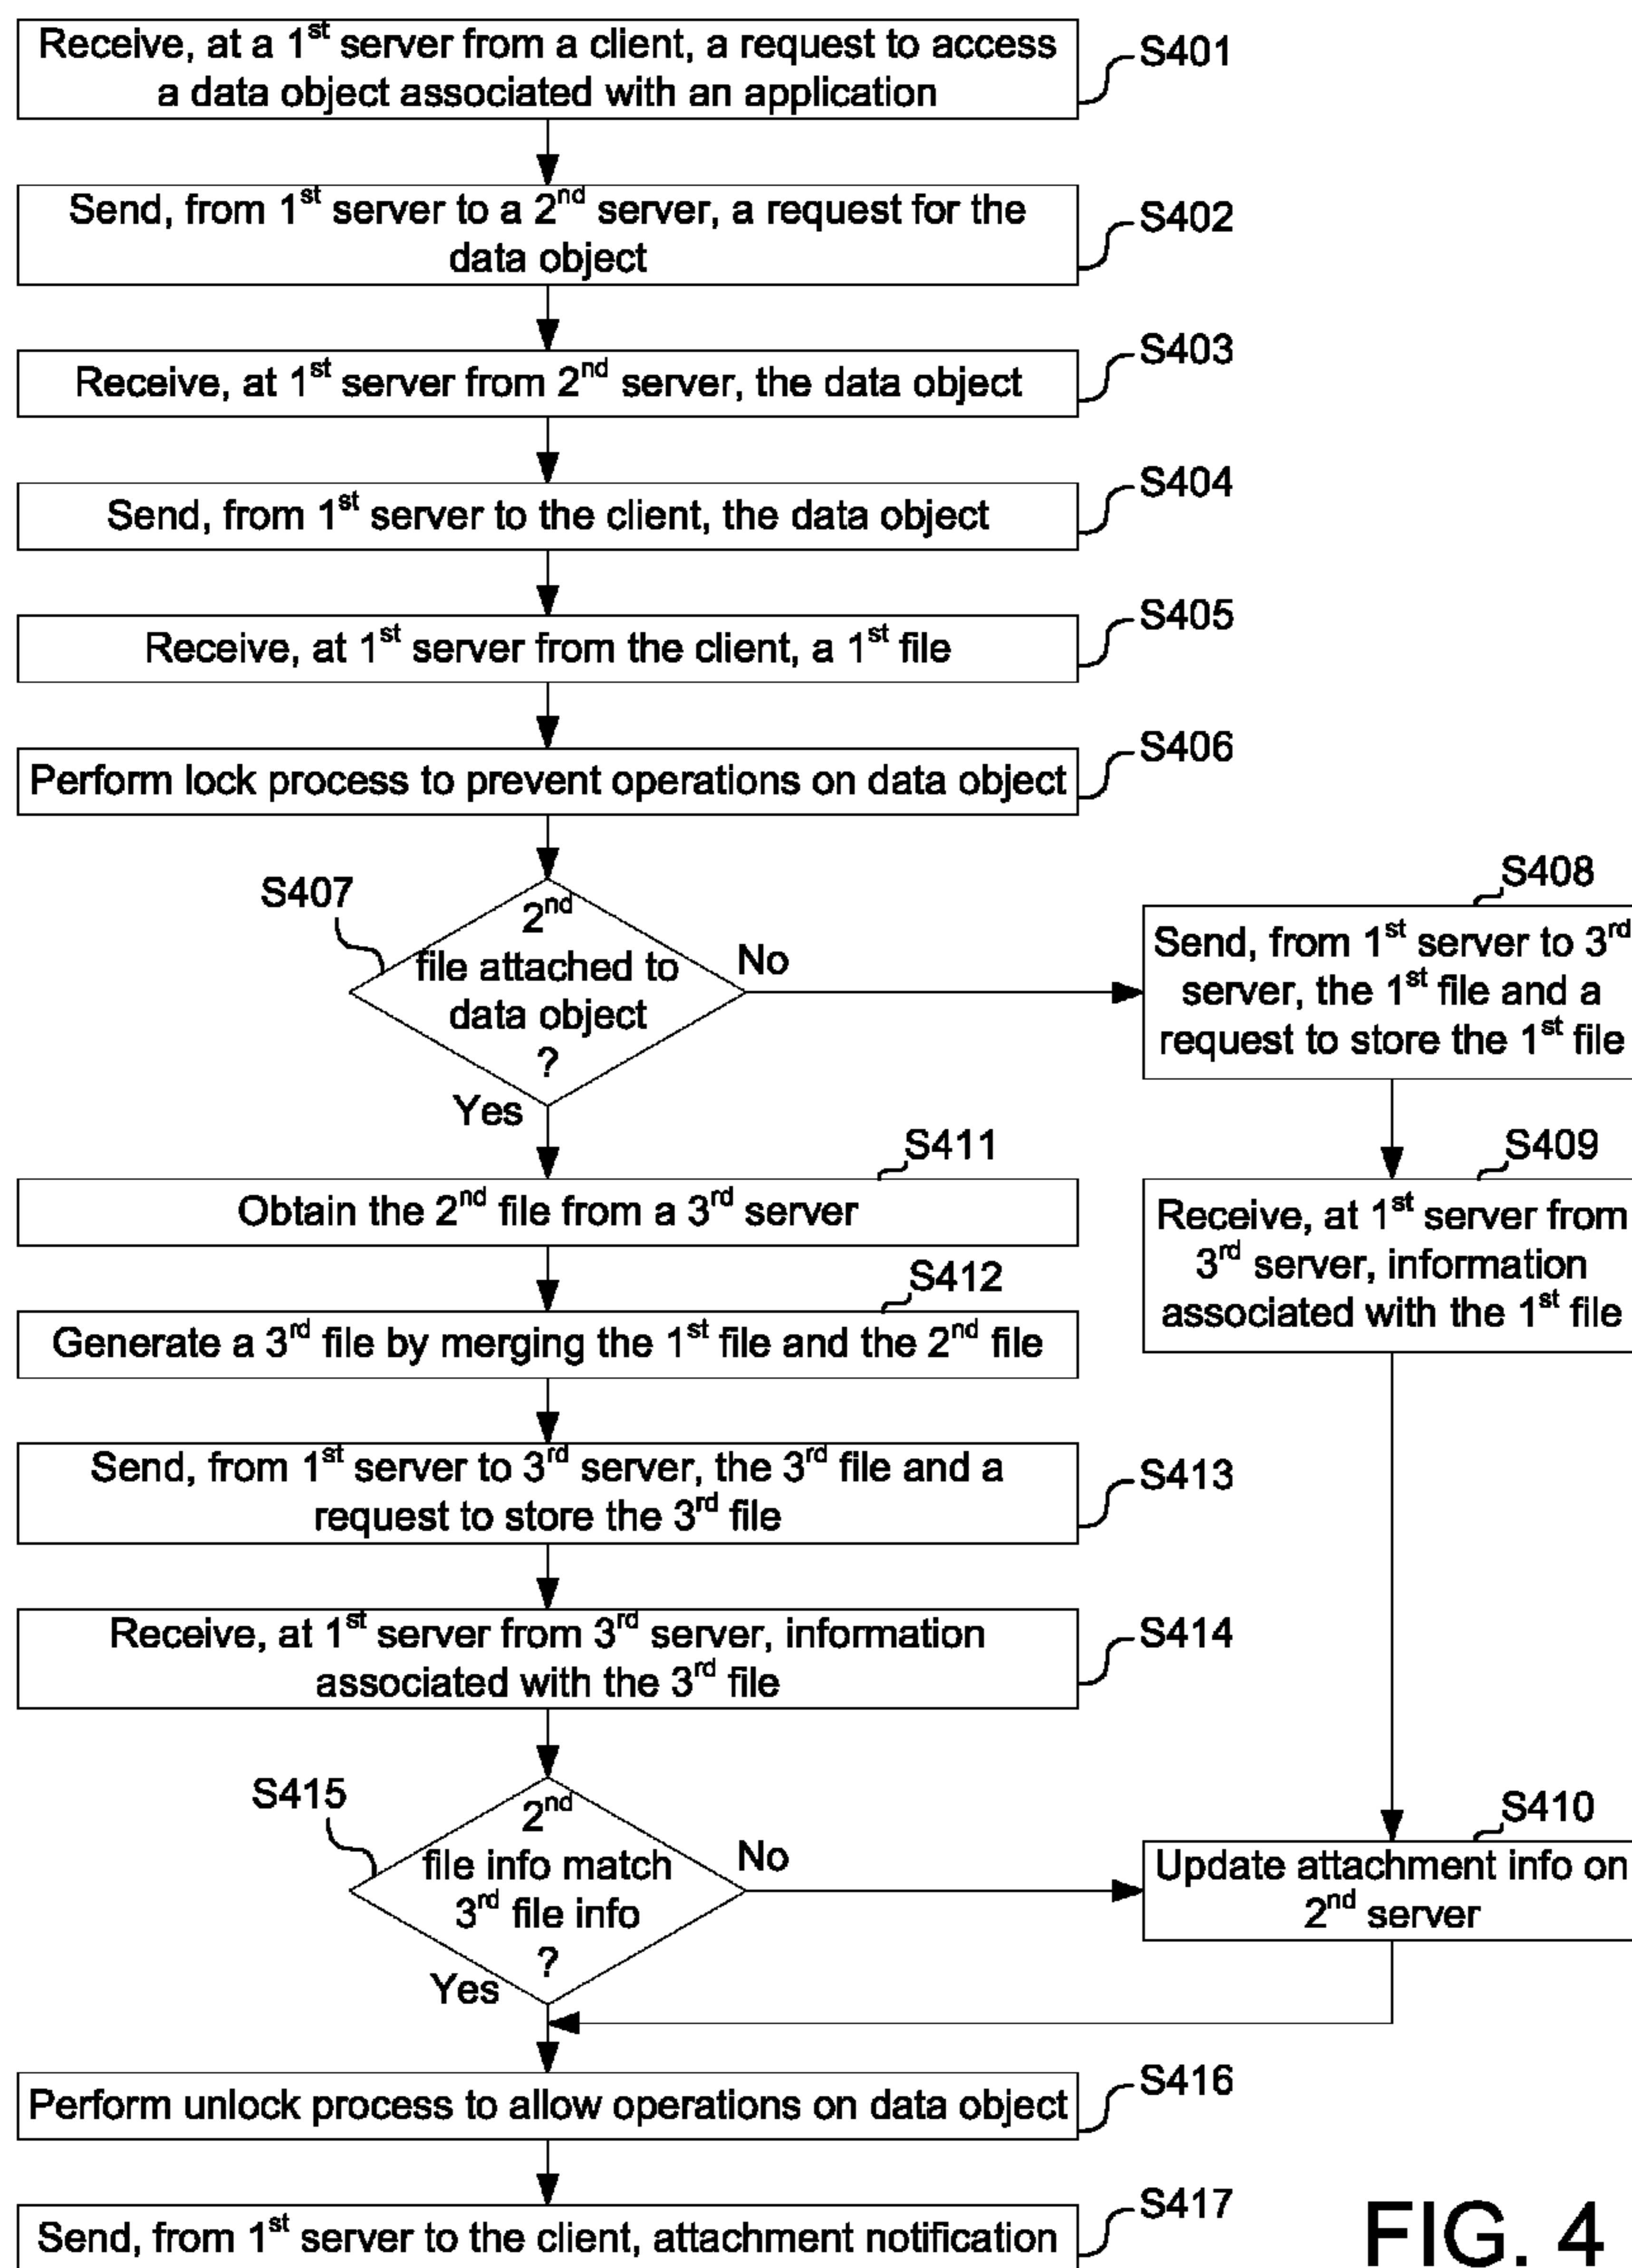 Receive, at a 1st server from a client, a request to access
a data object associated with an application
S401
Send, from 1st server to a 2nd server, a request for the
data object
S402
Receive, at 1st server from 2nd server, the data object
S403
Send, from 1st server to the client, the data object
S404
Receive, at 1st server from the client, a 1st file
S405
Perform lock process to prevent operations on data object
S406
S407
2nd
file attached to
data object
?
No
Yes
S408
Send, from 1st server to 3rd
server, the 1st file and a
request to store the 1st file
S409
Receive, at 1st server from
3rd server, information
associated with the 1st file
S411
Obtain the 2nd file from a 3rd server
S412
Generate a 3rd file by merging the 1st file and the 2nd file
Send, from 1st server to 3rd server, the 3rd file and a
request to store the 3rd file
S413
Receive, at 1st server from 3rd server, information
associated with the 3rd file
S414
S415
2nd
file info match
3rd file info
?
No
Yes
S410
Update attachment info on
2nd server
Perform unlock process to allow operations on data object
S416
Send, from 1st server to the client, attachment notification
S417
FIG. 4